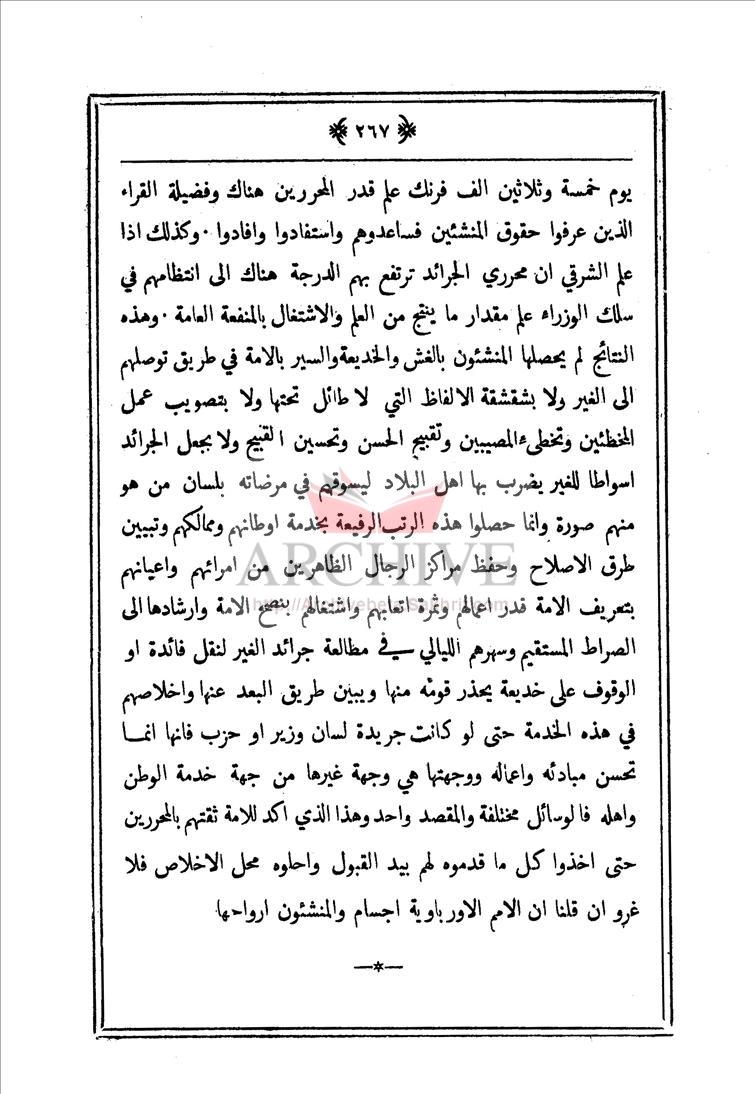 ٢٦٧
يوم خمسة وثلاثين الف فرنك علم قدر المحررين هناك وفضيلة القراء
الذين عرفوا حقوق المنشئين فساعدوهم واستفادوا وافادوا . وكذلك اذا
علم الشرقي ان محرري الجرائد ترتفع بهم الدرجة هناك الى انتظامهم في
سلك الوزراء علم مقدار ما ينتج من العلم والاشتغال بالمنفعة العامة . وهذه
النتائج لم يحصلها المنشئون بالغش والخديعة والسير بالامة في طريق توصلهم
الى الغير ولا بشقشقة الالفاظ التي لا طائل تحتها ولا بتصويب عمل
المخطئين وتخطىء المصيبين وتقبيح الحسن وتحسين القبيح ولا بجعل الجرائد
اسواطا للغير يضرب بها اهل البلاد ليسوقهم في مرضاته بلسان من هو
منهم صورة وانما حصلوا هذه الرتب الرفيعة بخدمة اوطانهم وممالكهم وتبيين
طرق الاصلاح وحفظ مراكز الرجال الظاهرين من امرائهم واعيانهم
بتعريف الامة قدر اعمالهم وثمرة اتعابهم واشتغالهم بنصح الامة وارشادها الى
الصراط المستقيم وسهرهم الليالي في مطالعة جرائد الغير لنقل فائدة او
الوقوف على خديعة يحذر قومه منها ويبين طريق البعد عنها واخلاصهم
في هذه الخدمة حتى لو كانت جريدة لسان وزير او حزب فانها انما
تحسن مبادئه واعماله ووجهتها هي وجهة غيرها من جهة خدمة الوطن
واهله فالوسائل مختلفة والمقصد واحد وهذا الذي اكد للامة ثقتهم بالمحررين
حتى اخذوا كل ما قدموه لهم بيد القبول واحلوه محل الاخلاص فلا
غرو ان قلنا ان الامم الاورباوية اجسام والمنشئون ارواحها
ARCHIVE